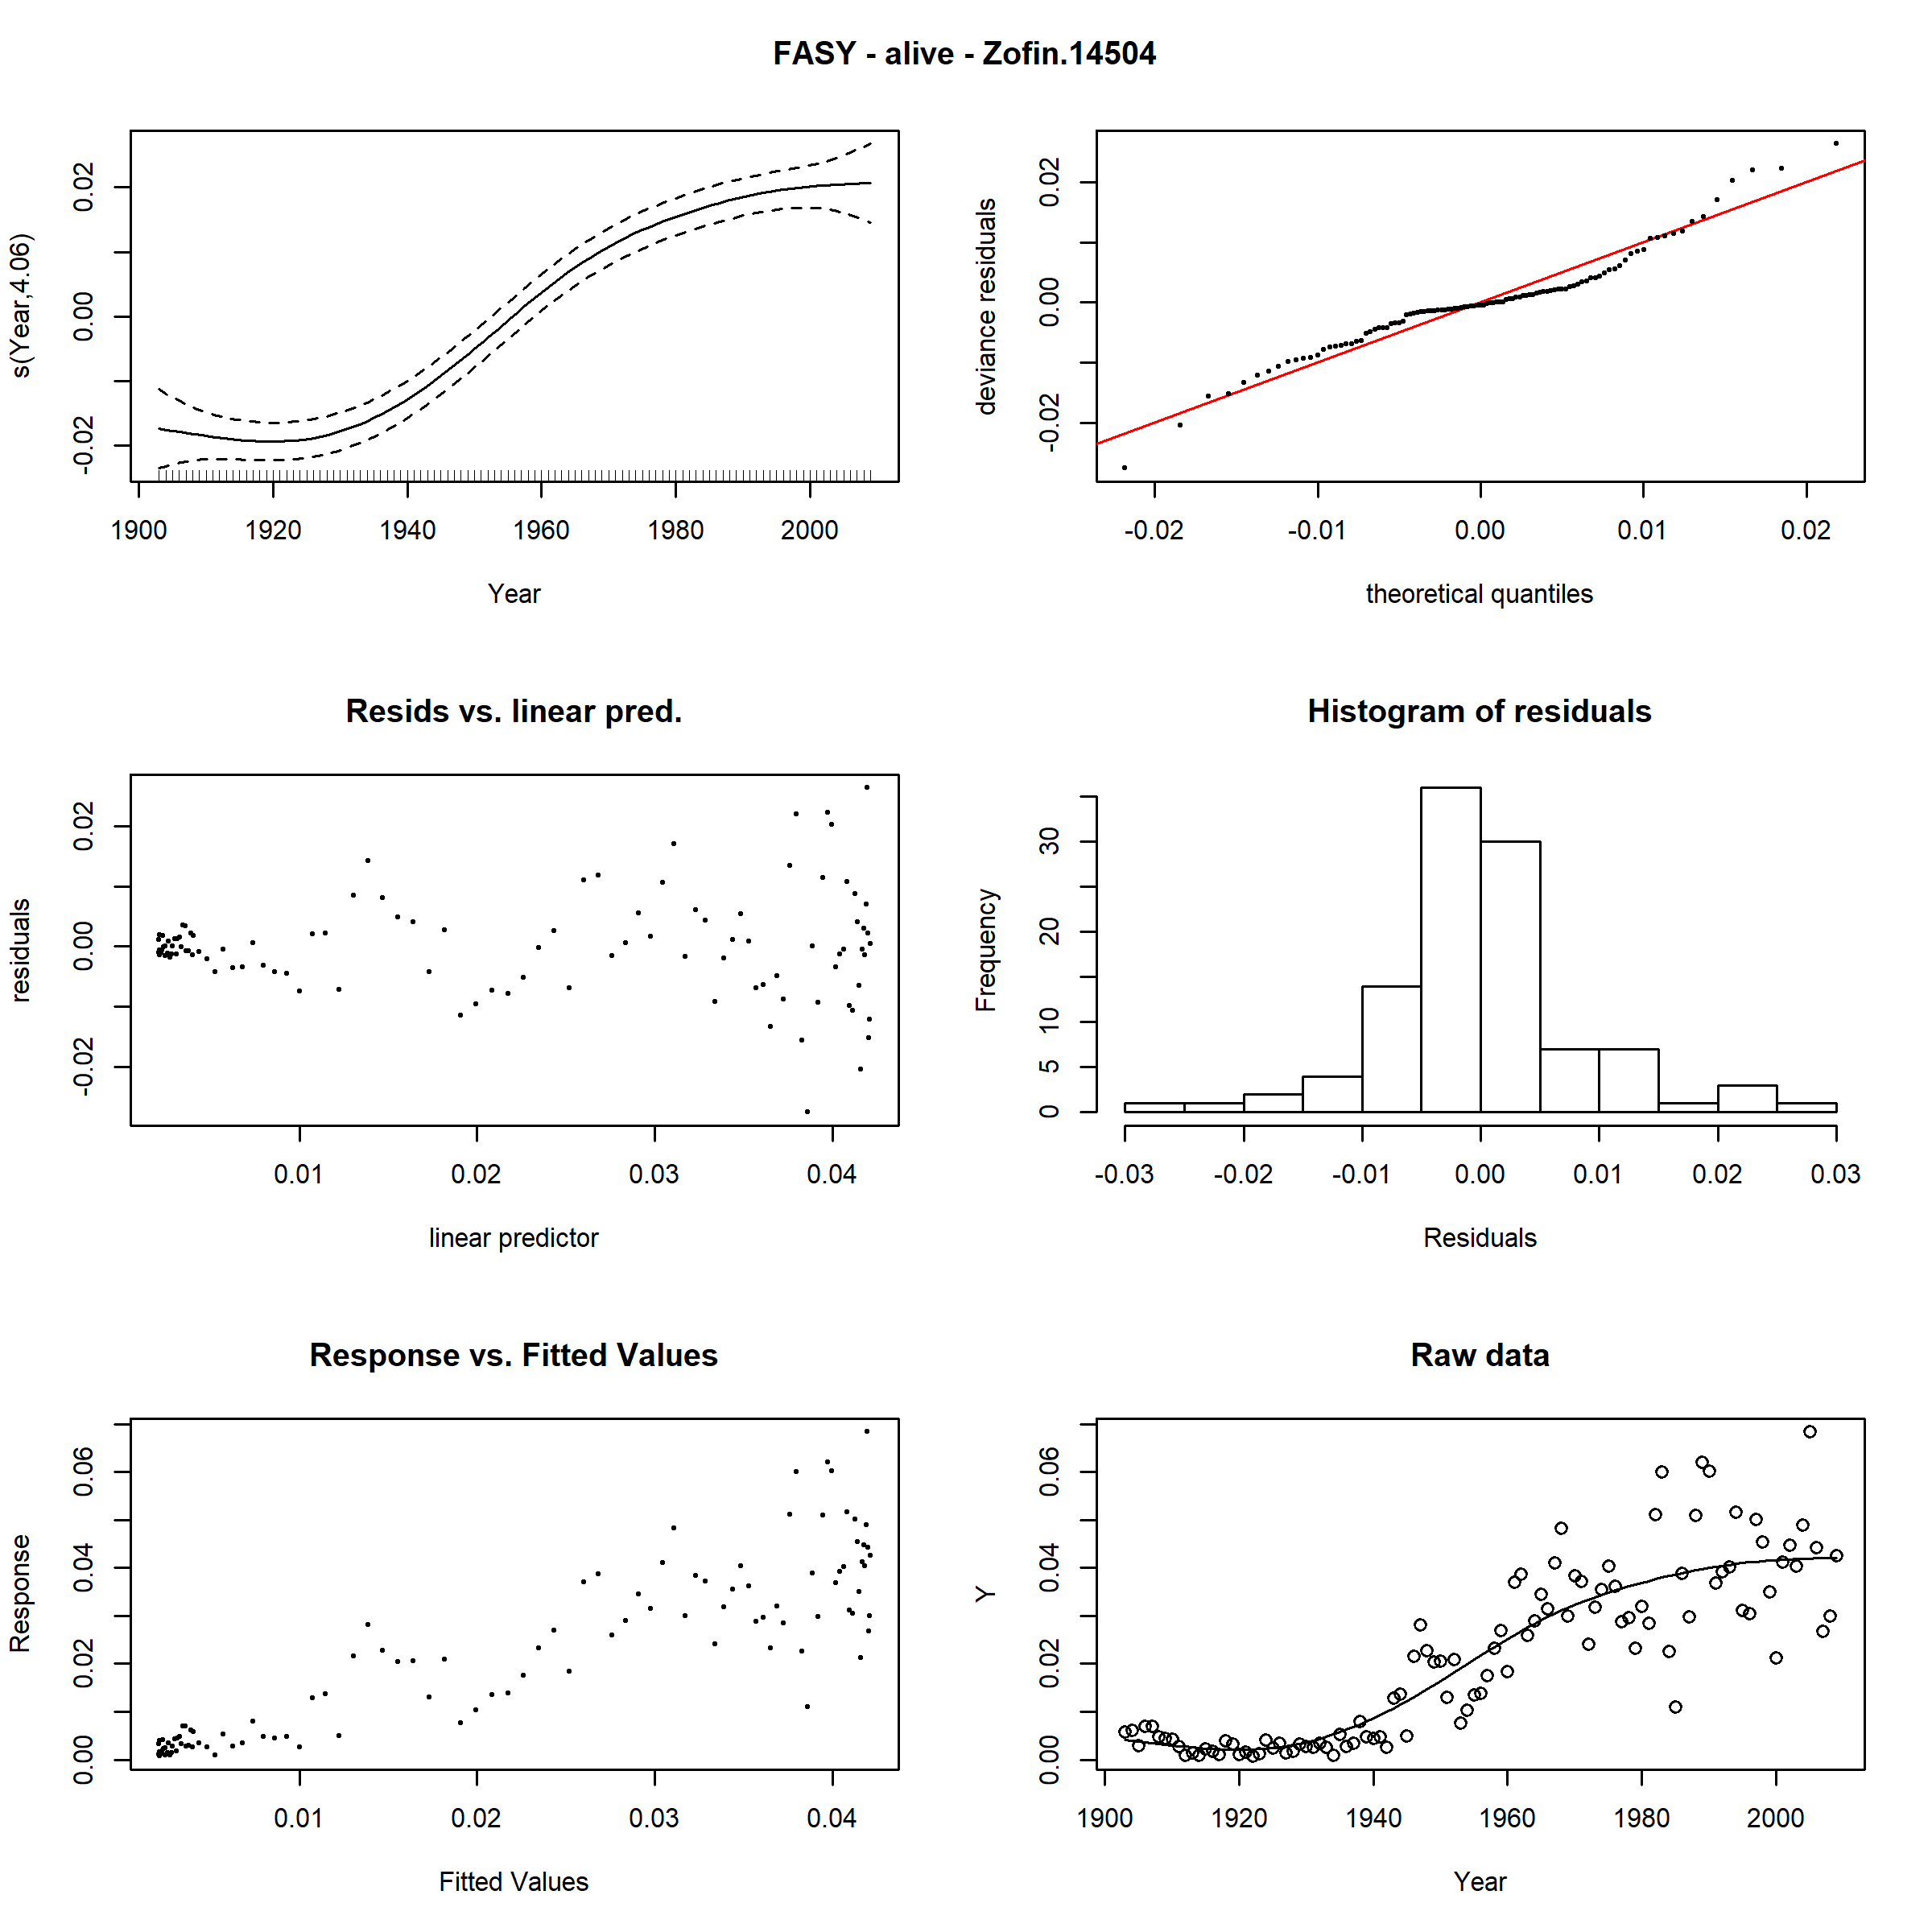 FASY - alive - Zofin.14504
s(Year,4.06)
-0.02 0.00 0.02
1900 1920 1940 1960 1980 2000
Year
deviance residuals
-0.02 0.00 0.02
-0.02 -0.01 0.00 0.01 0.02
theoretical quantiles
Resids vs. linear pred.
residuals
-0.02 0.00 0.02
0.01 0.02 0.03 0.04
linear predictor
Histogram of residuals
Frequency
0 5 10 20 30
-0.03 -0.02 -0.01 0.00 0.01 0.02 0.03
Residuals
Response vs. Fitted Values
Response
0.00 0.02 0.04 0.06
0.01 0.02 0.03 0.04
Fitted Values
Raw data
Y
0.00 0.02 0.04 0.06
1900 1920 1940 1960 1980 2000
Year